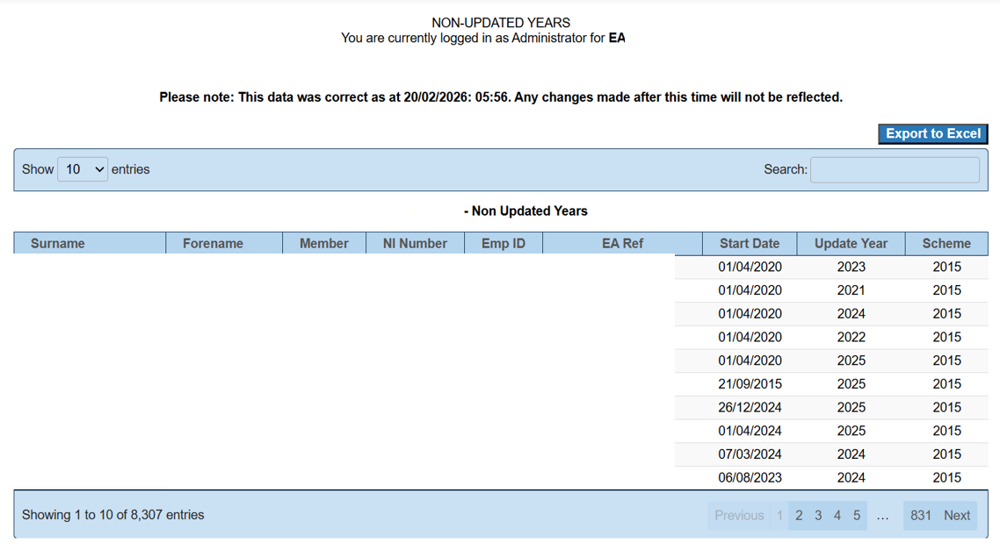 NON-UPDATED YEARS
You are currently logged in as Administrator for EA
Please note: This data was correct as at 20/02/2026: 05:56. Any changes made after this time will not be reflected.
Export to Excel
Show 10 entries Search:
- Non Updated Years
Surname Forename Member NI Number Emp ID EA Ref Start Date Update Year Scheme
01/04/2020 2023 2015
01/04/2020 2021 2015
01/04/2020 2024 2015
01/04/2020 2022 2015
01/04/2020 2025 2015
21/09/2015 2025 2015
26/12/2024 2025 2015
01/04/2024 2025 2015
07/03/2024 2024 2015
06/08/2023 2024 2015
Showing 1 to 10 of 8,307 entries Previous 1 2 3 4 5 … 831 Next